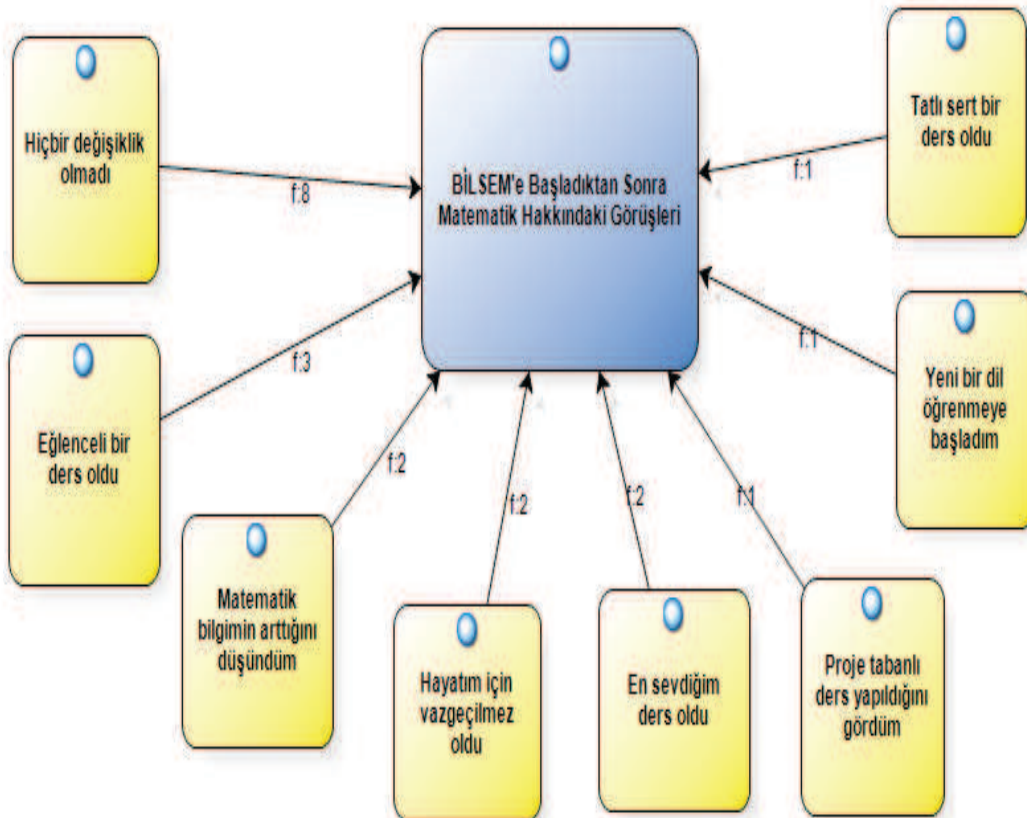 Hiçbir değişiklik
olmadı
f:8
BİLSEM'e Başladıktan Sonra
Matematik Hakkındaki Görüşleri
Tatlı sert bir
ders oldu
f:1
Eğlenceli bir
ders oldu
f:3
Yeni bir dil
öğrenmeye
başladım
f:1
Matematik
bilgimin arttığını
düşündüm
f:2
Hayatım için
vazgeçilmez
oldu
f:2
En sevdiğim
ders oldu
f:2
Proje tabanlı
ders yapıldığını
gördüm
f:1